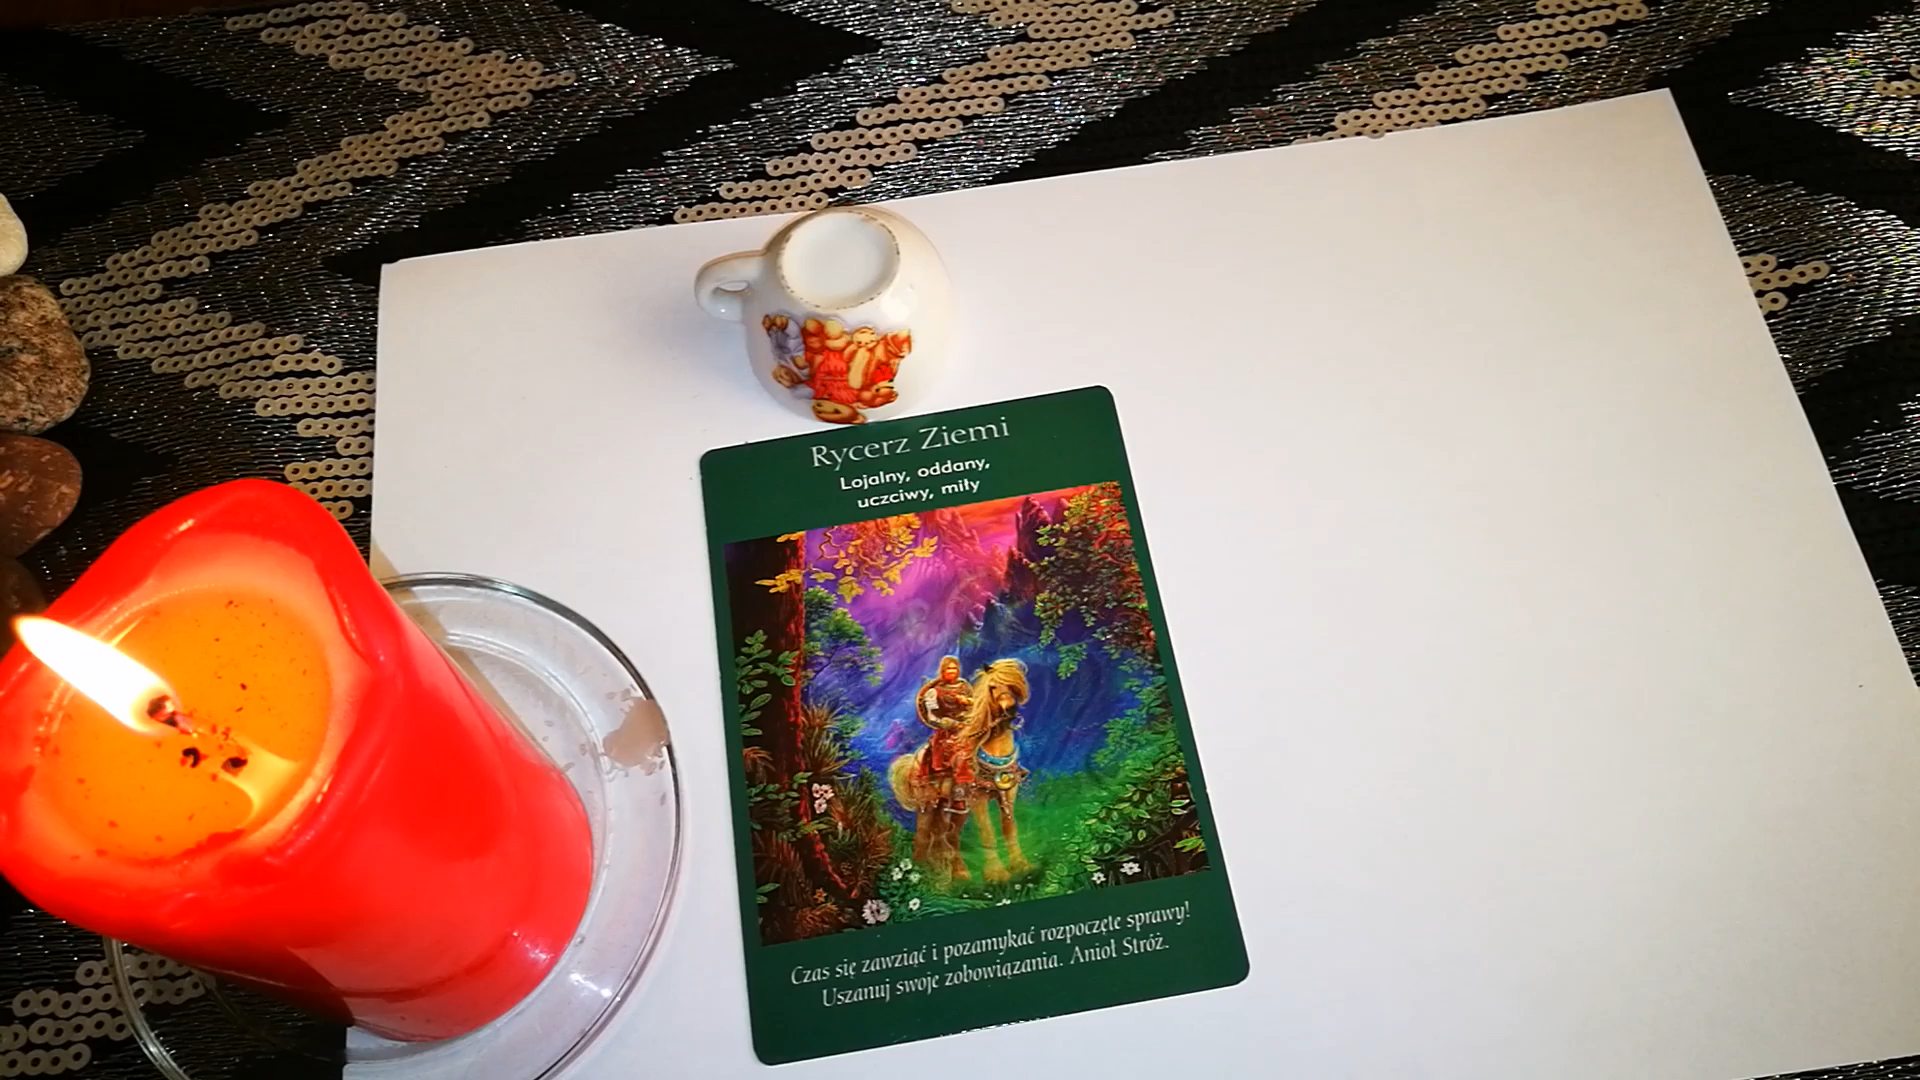 Rycerz Ziemi
Lojalny, oddany,
uczciwy, miły
Czas się zawziąć i pozamykać rozpoczęte sprawy!
Uszanuj swoje zobowiązania. Anioł Stróż.